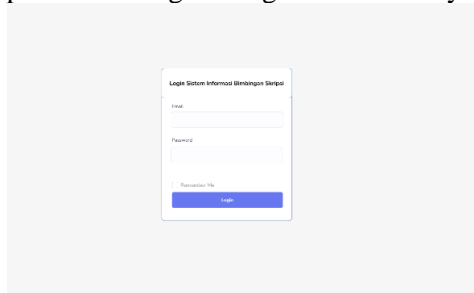 Login Sistem Informasi Bimbingan Skripsi
Email
Password
Remember Me
Login